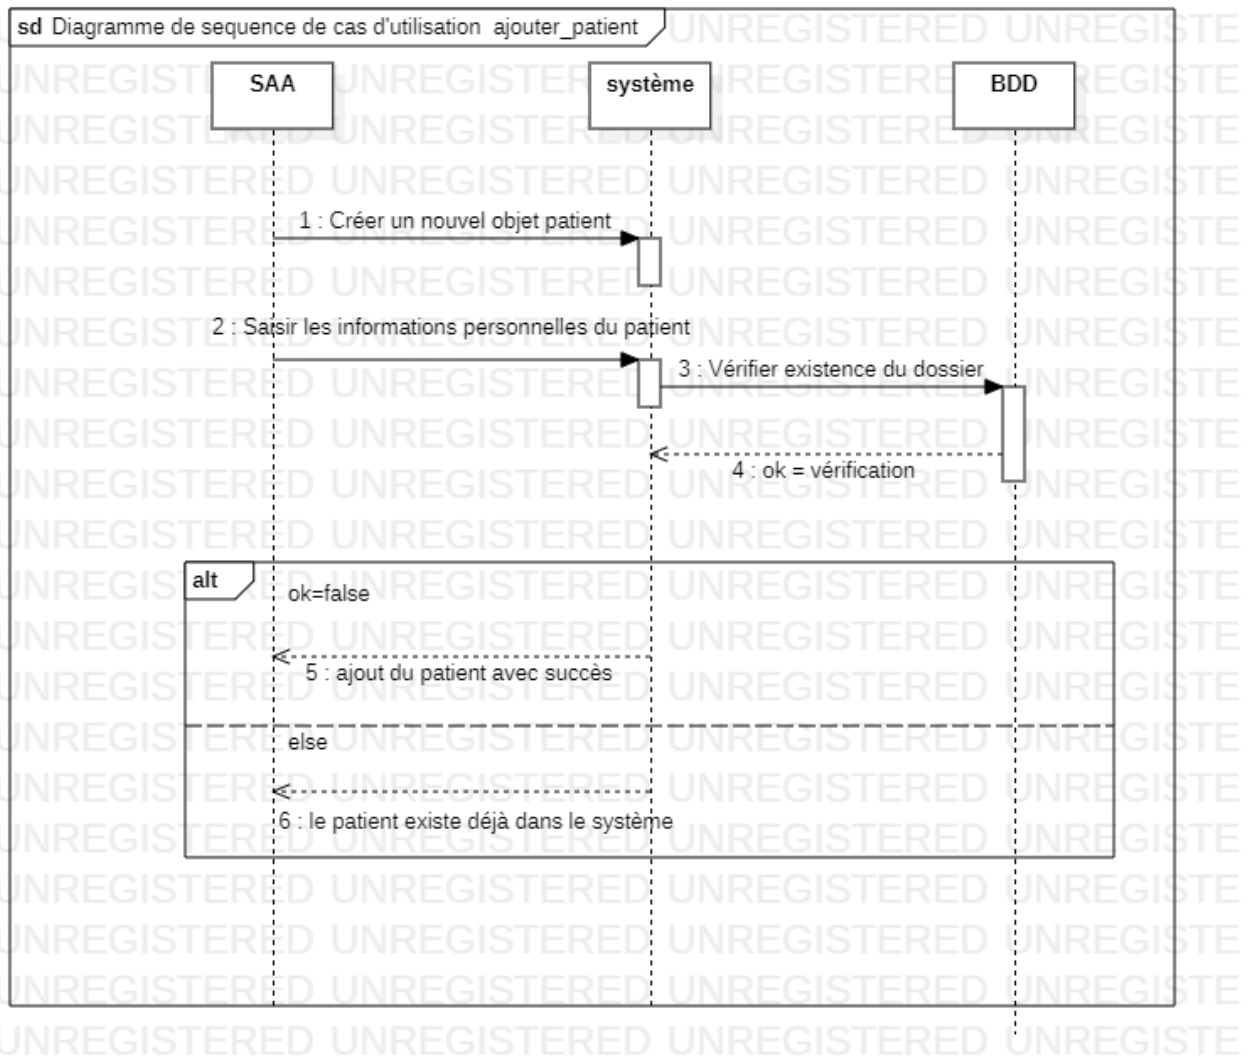 sd Diagramme de sequence de cas d'utilisation ajouter_patient
SAA
système
BDD
1 : Créer un nouvel objet patient
2 : Saisir les informations personnelles du patient
3 : Vérifier existence du dossier
4 : ok = vérification
alt
ok=false
5 : ajout du patient avec succès
else
6 : le patient existe déjà dans le système
UNREGISTERED